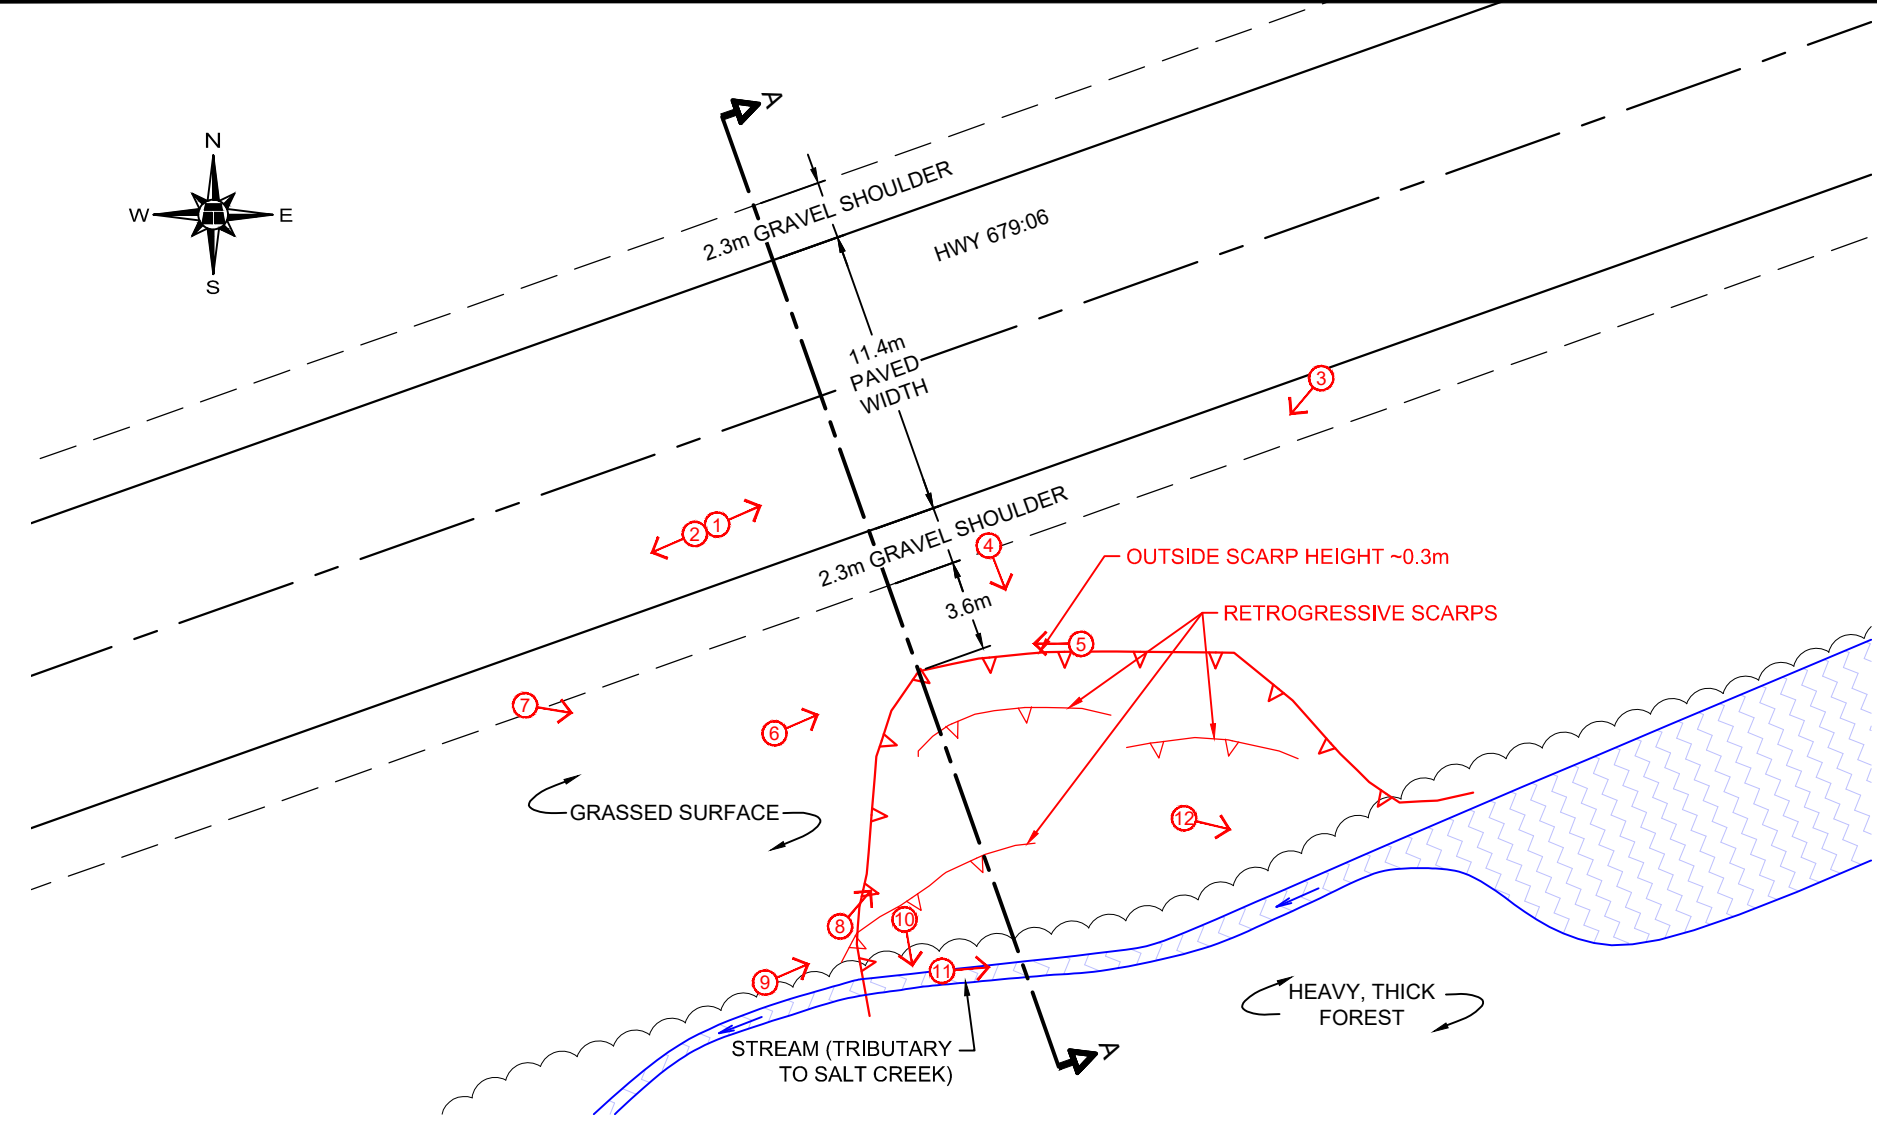 A
N
W
E
S
2.3m GRAVEL SHOULDER
HWY 679:06
11.4m
PAVED
WIDTH
3
2
1
2.3m GRAVEL SHOULDER
4
OUTSIDE SCARP HEIGHT ~0.3m
3.6m
RETROGRESSIVE SCARPS
5
7
6
GRASSED SURFACE
12
8
10
9
11
HEAVY, THICK
FOREST
STREAM (TRIBUTARY
TO SALT CREEK)
A